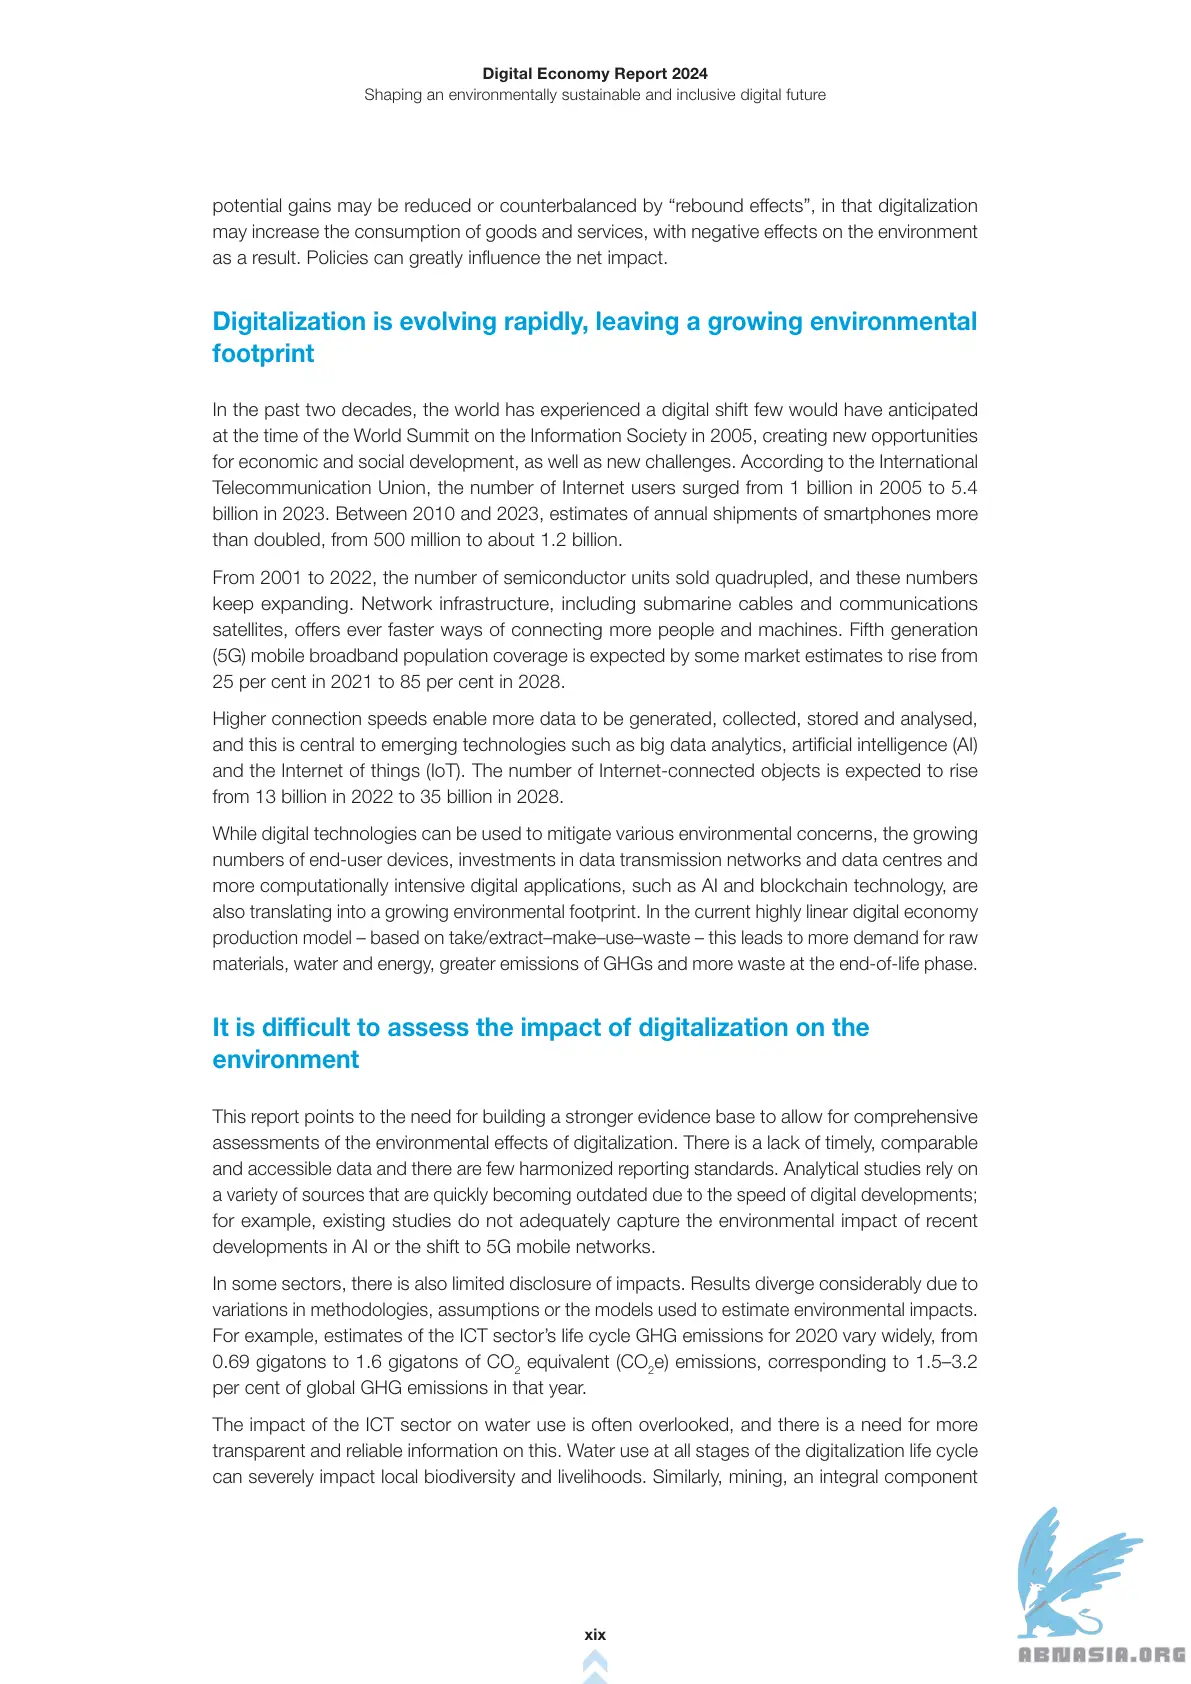 Digital Economy Report 2024
Shaping an environmentally sustainable and inclusive digital future
potential gains may be reduced or counterbalanced by “rebound effects”, in that digitalization
may increase the consumption of goods and services, with negative effects on the environment
as a result. Policies can greatly influence the net impact.
Digitalization is evolving rapidly, leaving a growing environmental
footprint
In the past two decades, the world has experienced a digital shift few would have anticipated
at the time of the World Summit on the Information Society in 2005, creating new opportunities
for economic and social development, as well as new challenges. According to the International
Telecommunication Union, the number of Internet users surged from 1 billion in 2005 to 5.4
billion in 2023. Between 2010 and 2023, estimates of annual shipments of smartphones more
than doubled, from 500 million to about 1.2 billion.
From 2001 to 2022, the number of semiconductor units sold quadrupled, and these numbers
keep expanding. Network infrastructure, including submarine cables and communications
satellites, offers ever faster ways of connecting more people and machines. Fifth generation
(5G) mobile broadband population coverage is expected by some market estimates to rise from
25 per cent in 2021 to 85 per cent in 2028.
Higher connection speeds enable more data to be generated, collected, stored and analysed,
and this is central to emerging technologies such as big data analytics, artificial intelligence (AI)
and the Internet of things (IoT). The number of Internet-connected objects is expected to rise
from 13 billion in 2022 to 35 billion in 2028.
While digital technologies can be used to mitigate various environmental concerns, the growing
numbers of end-user devices, investments in data transmission networks and data centres and
more computationally intensive digital applications, such as AI and blockchain technology, are
also translating into a growing environmental footprint. In the current highly linear digital economy
production model – based on take/extract–make–use–waste – this leads to more demand for raw
materials, water and energy, greater emissions of GHGs and more waste at the end-of-life phase.
It is difficult to assess the impact of digitalization on the
environment
This report points to the need for building a stronger evidence base to allow for comprehensive
assessments of the environmental effects of digitalization. There is a lack of timely, comparable
and accessible data and there are few harmonized reporting standards. Analytical studies rely on
a variety of sources that are quickly becoming outdated due to the speed of digital developments;
for example, existing studies do not adequately capture the environmental impact of recent
developments in AI or the shift to 5G mobile networks.
In some sectors, there is also limited disclosure of impacts. Results diverge considerably due to
variations in methodologies, assumptions or the models used to estimate environmental impacts.
For example, estimates of the ICT sector’s life cycle GHG emissions for 2020 vary widely, from
0.69 gigatons to 1.6 gigatons of CO₂ equivalent (CO₂e) emissions, corresponding to 1.5–3.2
per cent of global GHG emissions in that year.
The impact of the ICT sector on water use is often overlooked, and there is a need for more
transparent and reliable information on this. Water use at all stages of the digitalization life cycle
can severely impact local biodiversity and livelihoods. Similarly, mining, an integral component
xix
ABNASIA.ORG